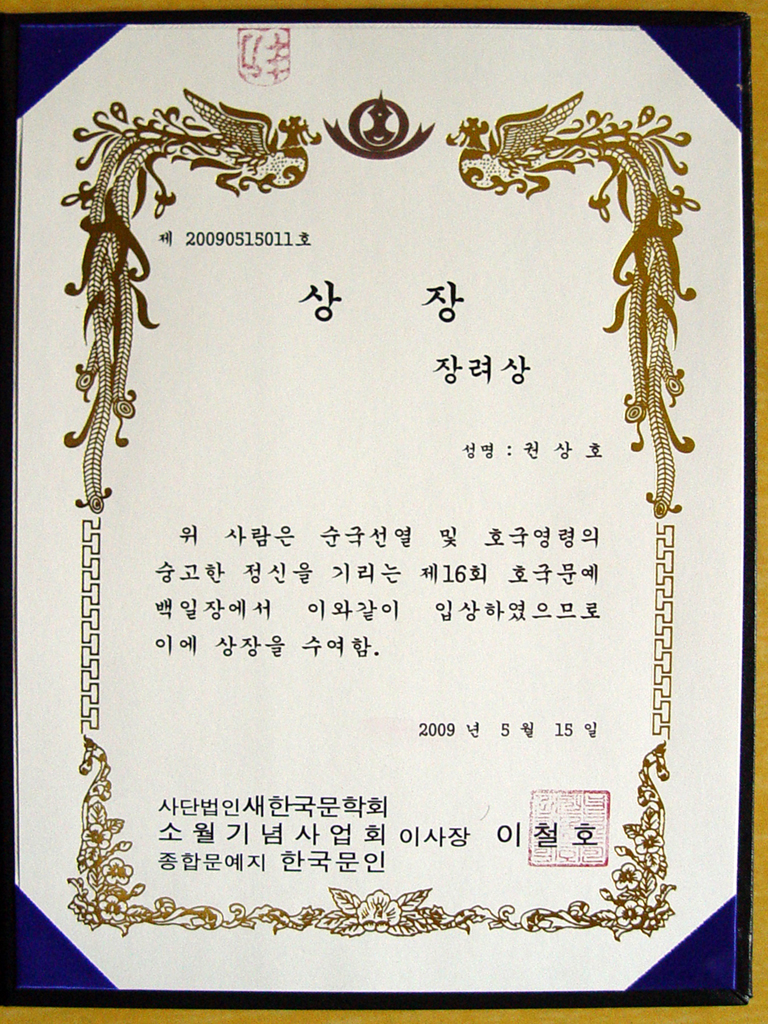 제 20090515011호
상 장
장려상
성명 : 권 상 호
위 사람은 순국선열 및 호국영령의
숭고한 정신을 기리는 제16회 호국문예
백일장에서 이와같이 입상하였으므로
이에 상장을 수여함.
2009 년 5 월 15 일
사단법인새한국문학회
소월기념사업회 이사장 이 철 호
종합문예지 한국문인